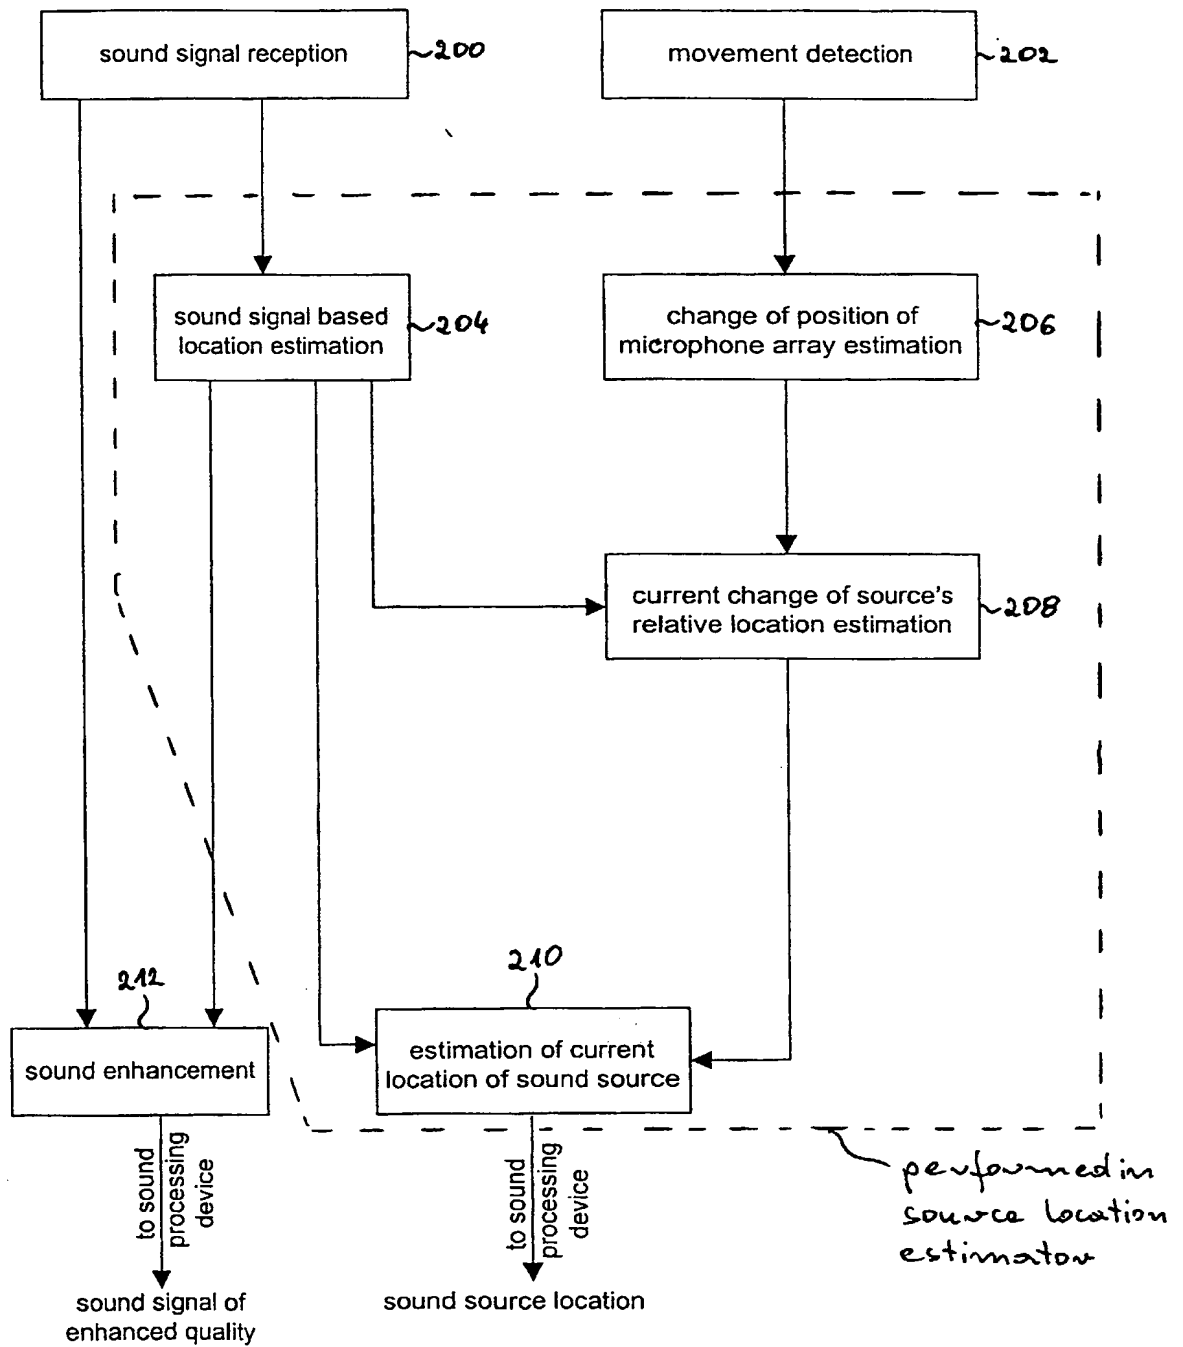 sound signal reception
200
movement detection
202
sound signal based
location estimation
204
change of position of
microphone array estimation
206
current change of source's
relative location estimation
208
212
sound enhancement
210
estimation of current
location of sound source
to sound
processing
device
to sound
processing
device
performed in
source location
estimator
sound signal of
enhanced quality
sound source location